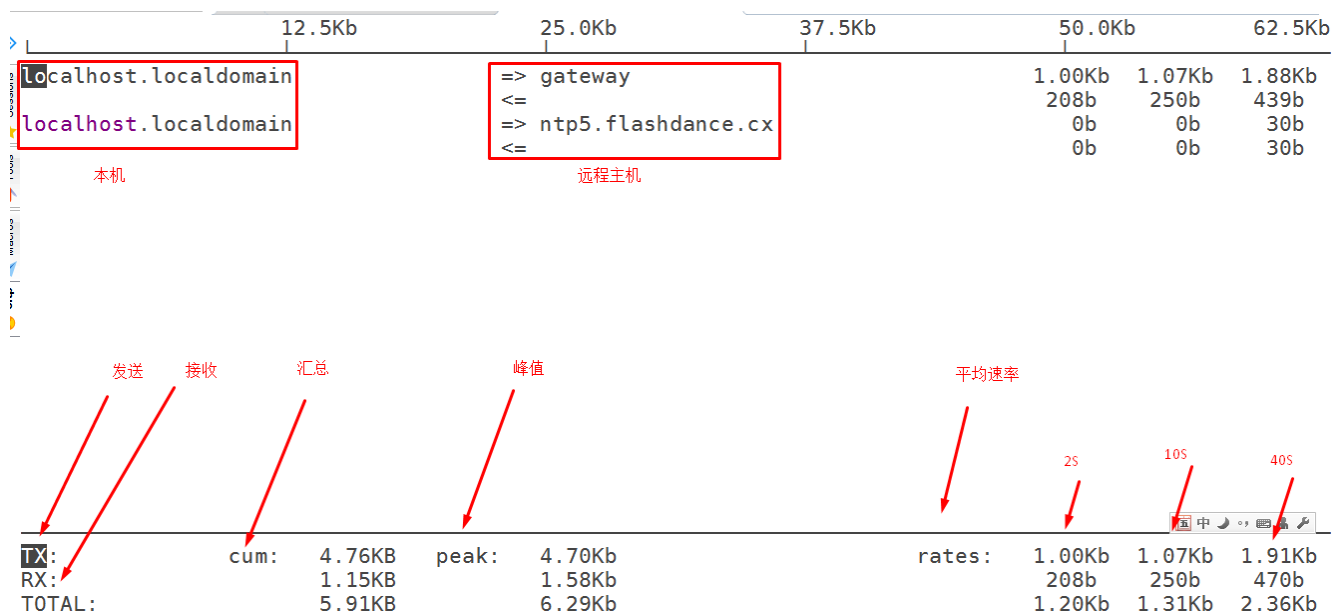 12.5Kb 25.0Kb 37.5Kb 50.0Kb 62.5Kb
localhost.localdomain => gateway 1.00Kb 1.07Kb 1.88Kb
<= 208b 250b 439b
localhost.localdomain => ntp5.flashdance.cx 0b 0b 30b
<= 0b 0b 30b
本机 远程主机
发送 接收 汇总 峰值 平均速率
2S 10S 40S
五 中
TX: cum: 4.76KB peak: 4.70Kb rates: 1.00Kb 1.07Kb 1.91Kb
RX: 1.15KB 1.58Kb 208b 250b 470b
TOTAL: 5.91KB 6.29Kb 1.20Kb 1.31Kb 2.36Kb